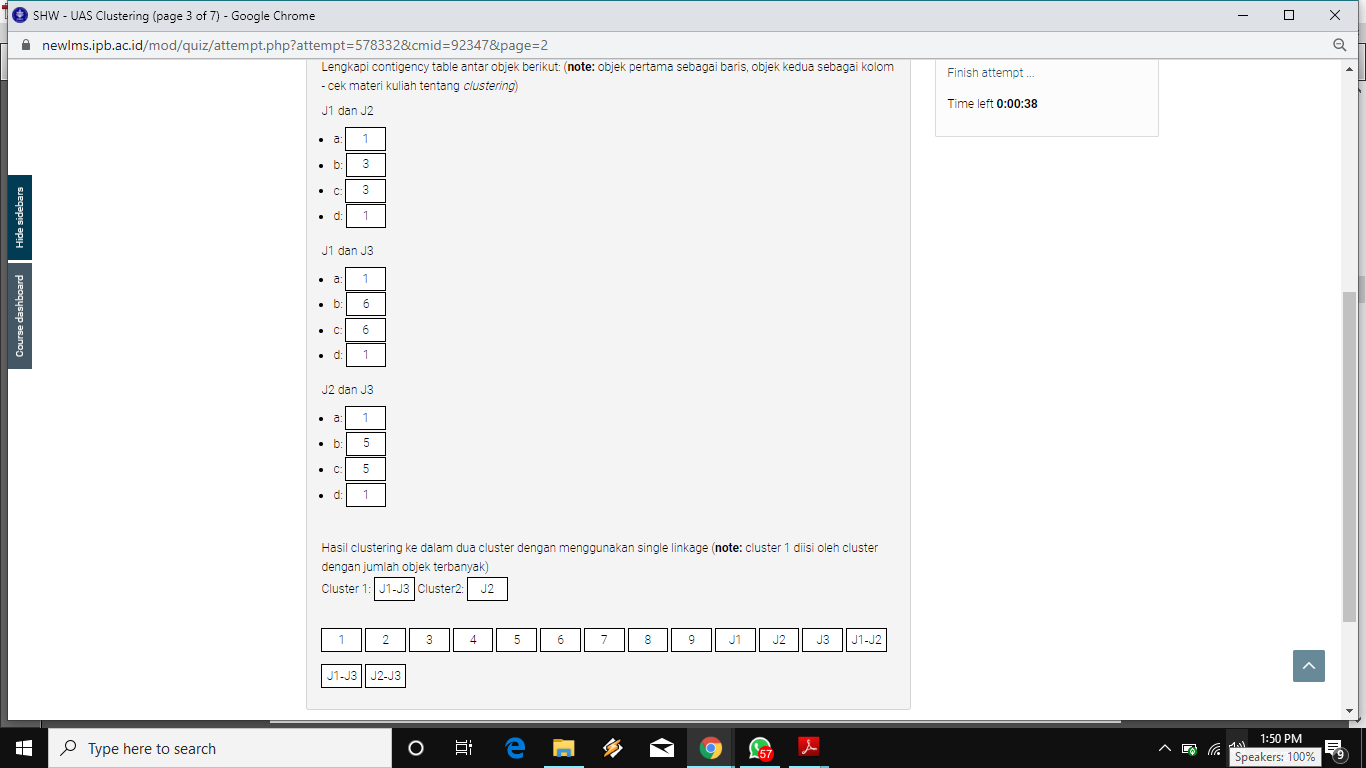 SHW - UAS Clustering (page 3 of 7) - Google Chrome
newlms.ipb.ac.id/mod/quiz/attempt.php?attempt=578332&cmid=92347&page=2
Lengkapi contigency table antar objek berikut: (note: objek pertama sebagai baris, objek kedua sebagai kolom
- cek materi kuliah tentang clustering)
J1 dan J2
a: 1
b: 3
c: 3
d: 1
J1 dan J3
a: 1
b: 6
c: 6
d: 1
J2 dan J3
a: 1
b: 5
c: 5
d: 1
Hasil clustering ke dalam dua cluster dengan menggunakan single linkage (note: cluster 1 diisi oleh cluster
dengan jumlah objek terbanyak)
Cluster 1: J1-J3 Cluster2: J2
1 2 3 4 5 6 7 8 9 J1 J2 J3 J1-J2
J1-J3 J2-J3
Finish attempt ...
Time left 0:00:38
Hide sidebars
Course dashboard
Type here to search
57
1:50 PM
Speakers: 100%
9